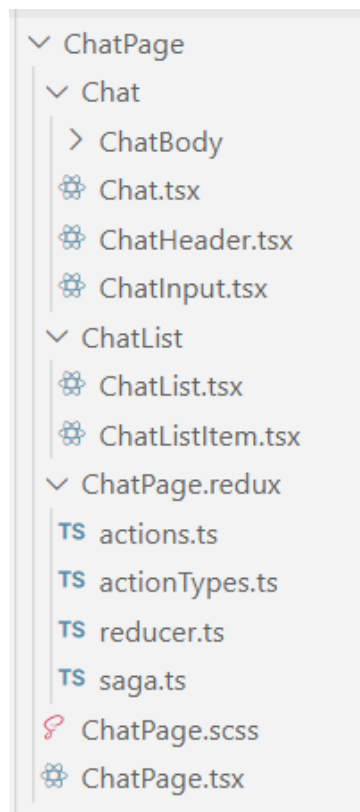 ChatPage
Chat
ChatBody
Chat.tsx
ChatHeader.tsx
ChatInput.tsx
ChatList
ChatList.tsx
ChatListItem.tsx
ChatPage.redux
TS actions.ts
TS actionTypes.ts
TS reducer.ts
TS saga.ts
ChatPage.scss
ChatPage.tsx